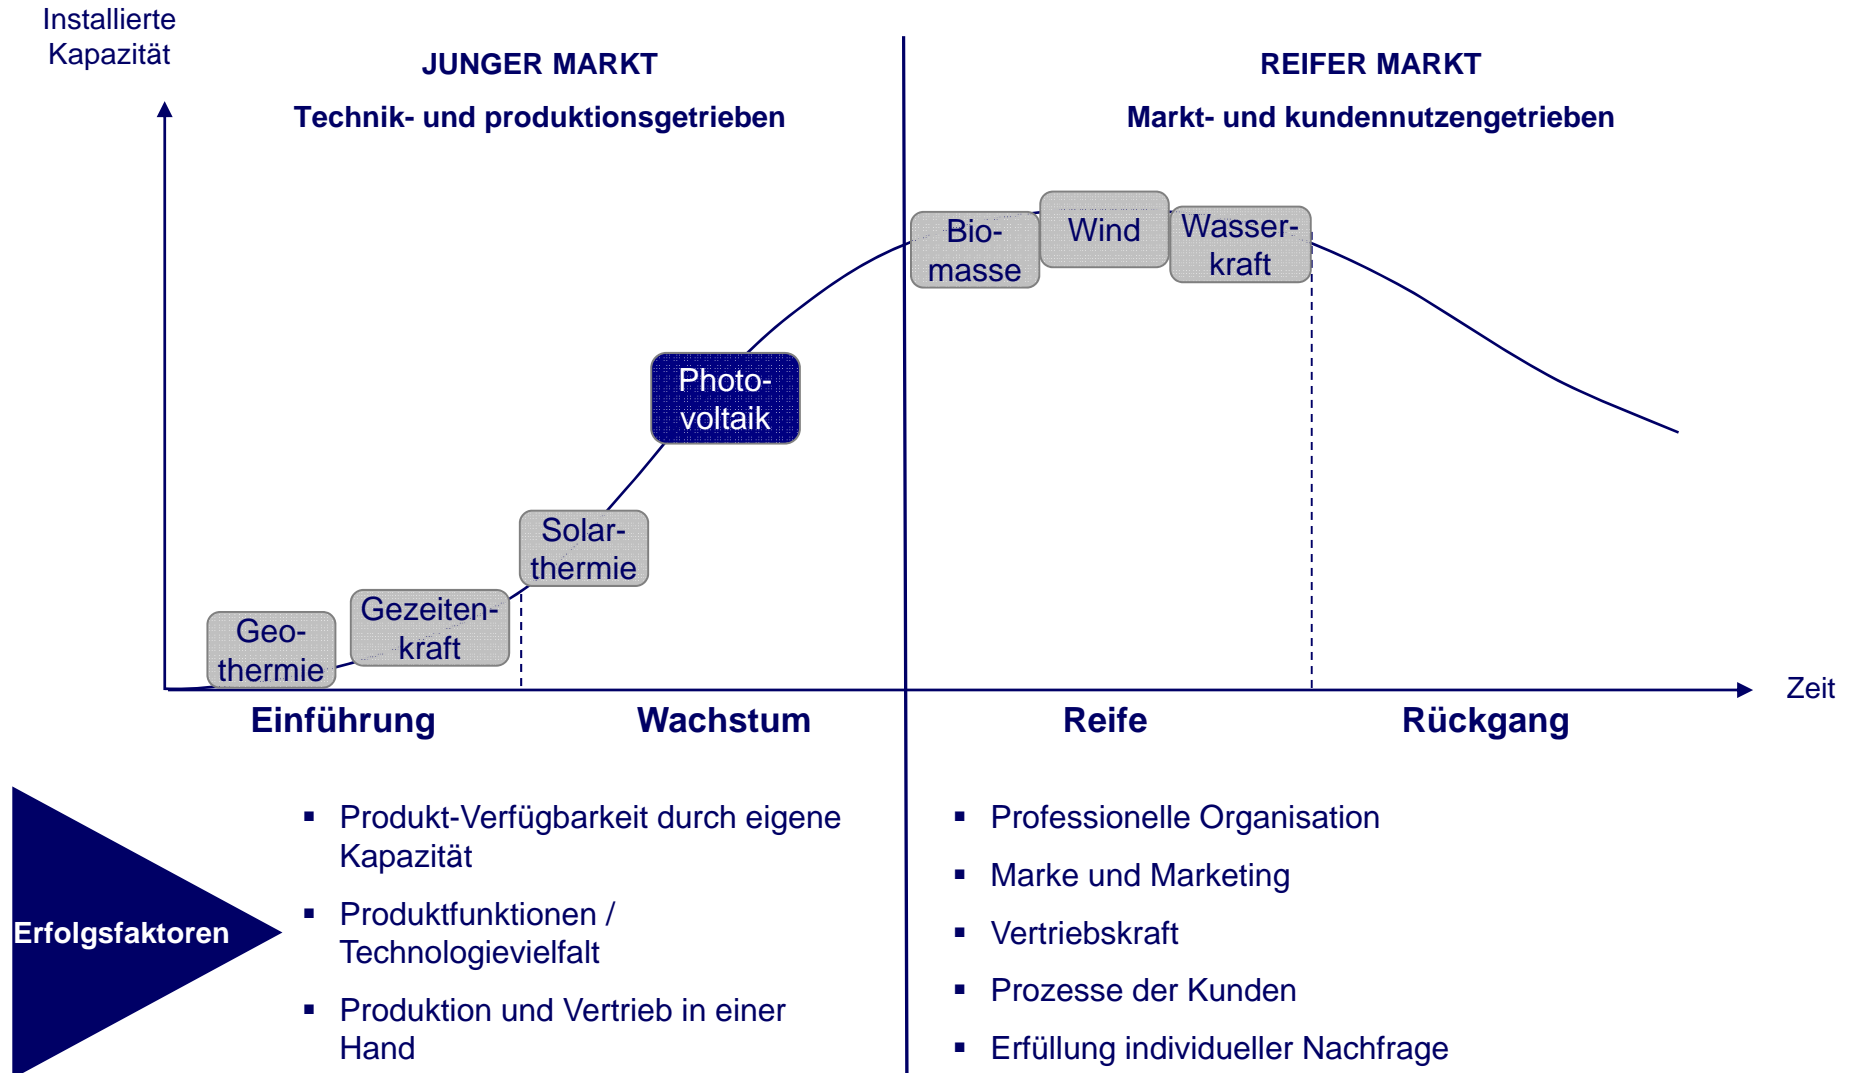 Installierte
Kapazität
JUNGER MARKT
Technik- und produktionsgetrieben
REIFER MARKT
Markt- und kundennutzengetrieben
Bio-
masse
Wind
Wasser-
kraft
Photo-
voltaik
Solar-
thermie
Gezeiten-
kraft
Geo-
thermie
Zeit
Einführung
Wachstum
Reife
Rückgang
Erfolgsfaktoren
▪ Produkt-Verfügbarkeit durch eigene
Kapazität
▪ Produktfunktionen /
Technologievielfalt
▪ Produktion und Vertrieb in einer
Hand
▪ Professionelle Organisation
▪ Marke und Marketing
▪ Vertriebskraft
▪ Prozesse der Kunden
▪ Erfüllung individueller Nachfrage